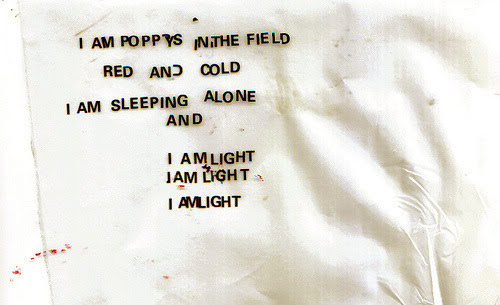 I AM POPPYS IN THE FIELD
RED AND COLD
I AM SLEEPING ALONE
AND
I AM LIGHT
I AM LIGHT
I AM LIGHT